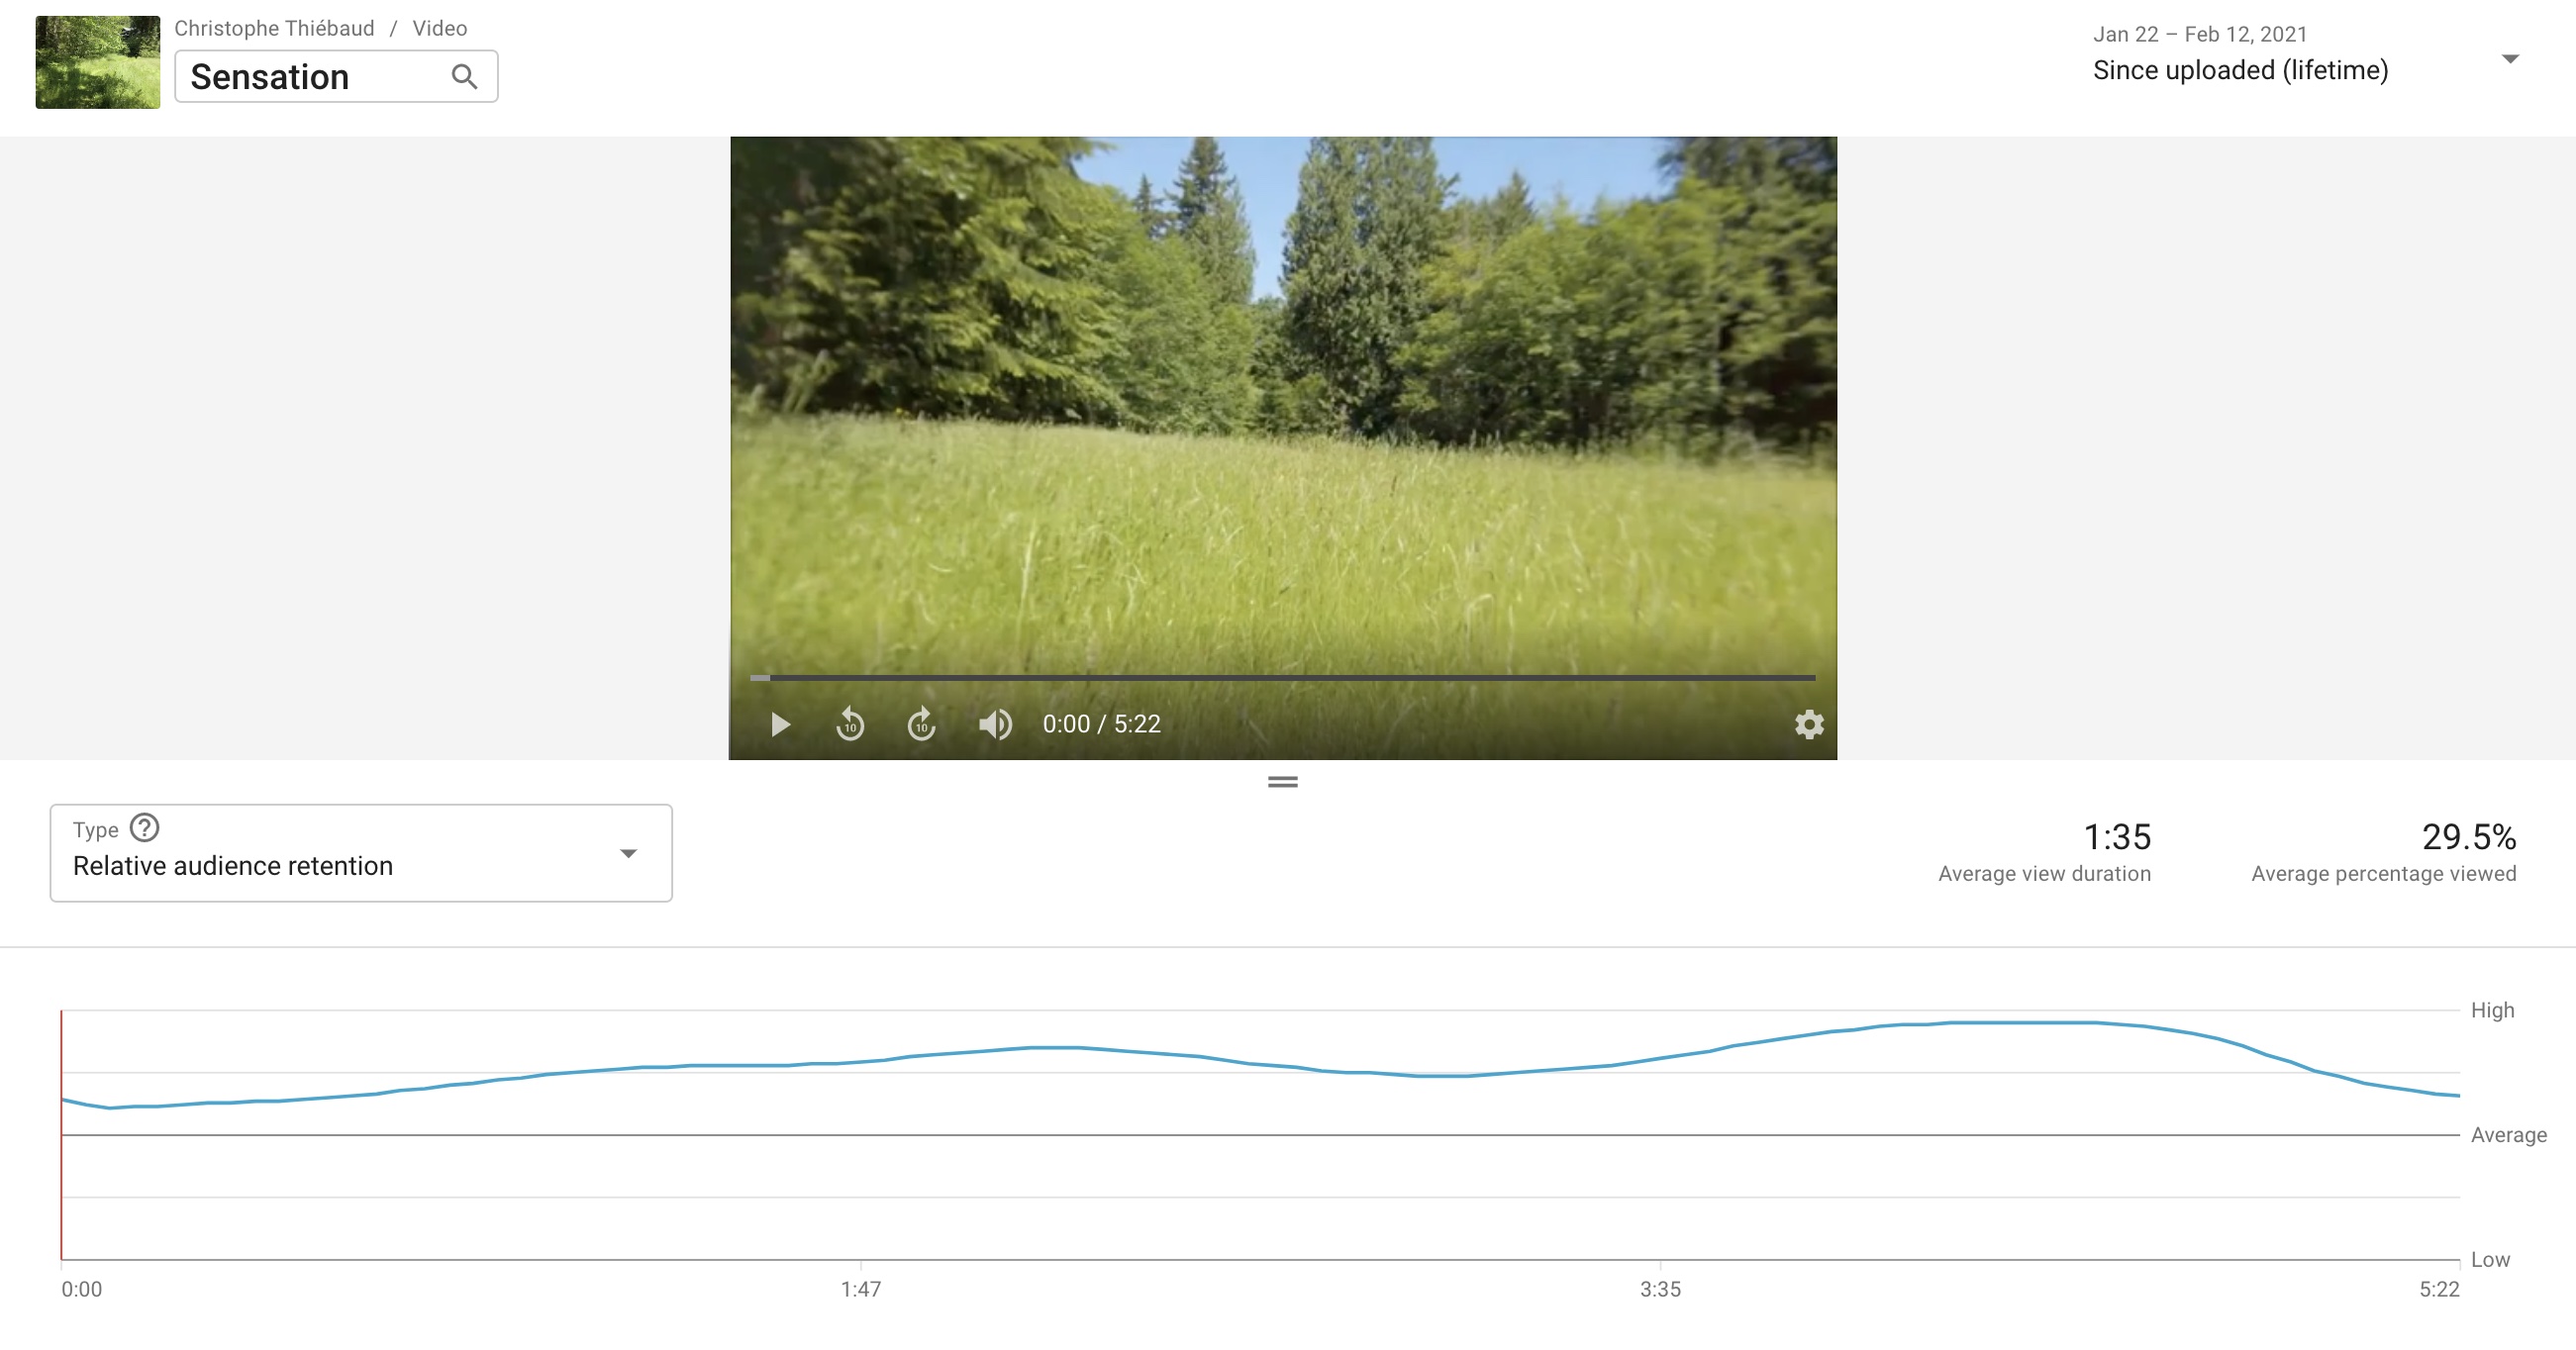 Christophe Thiébaud / Video
Sensation
Jan 22 – Feb 12, 2021
Since uploaded (lifetime)
10
10
0:00 / 5:22
Type ?
Relative audience retention
1:35
Average view duration
29.5%
Average percentage viewed
High
Average
Low
0:00
1:47
3:35
5:22